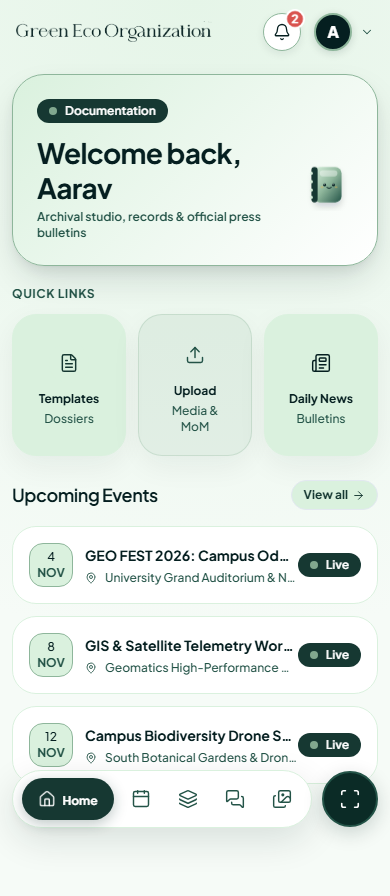 Green Eco Organization
2
A
Documentation
Welcome back,
Aarav
Archival studio, records & official press
bulletins
QUICK LINKS
Templates
Dossiers
Upload
Media &
MoM
Daily News
Bulletins
Upcoming Events
View all →
4
NOV
GEO FEST 2026: Campus Od...
University Grand Auditorium & N...
Live
8
NOV
GIS & Satellite Telemetry Wor...
Geomatics High-Performance ...
Live
12
NOV
Campus Biodiversity Drone S...
South Botanical Gardens & Dron...
Live
Home